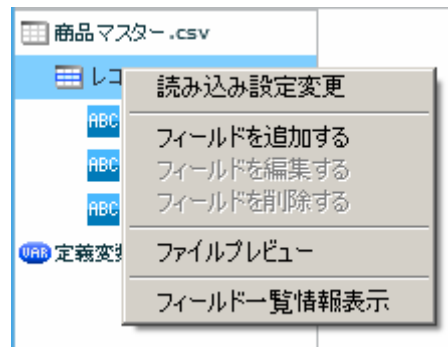 商品マスター.csv
レコ
読み込み設定変更
フィールドを追加する
ABC
フィールドを編集する
ABC
フィールドを削除する
ABC
VAR 定義変
ファイルプレビュー
フィールド一覧情報表示